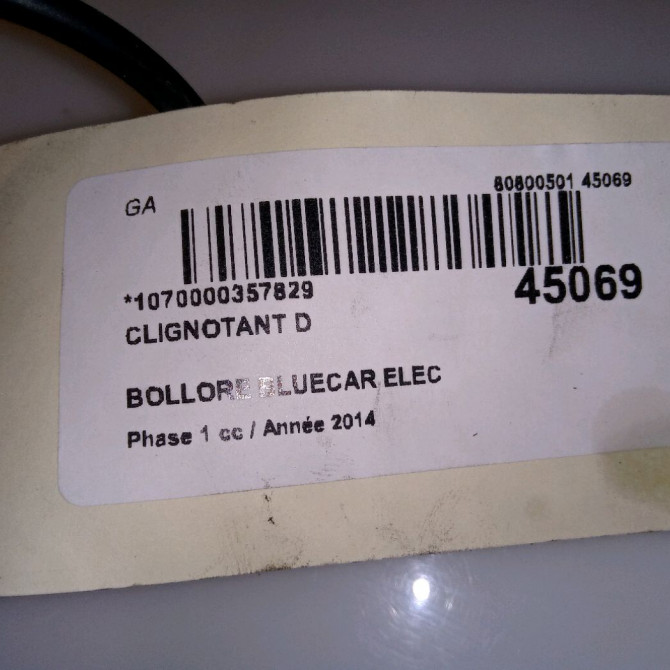 GA
80800501 45069
*1070000357829
45069
CLIGNOTANT D
BOLLORE BLUECAR ELEC
Phase 1 cc / Année 2014